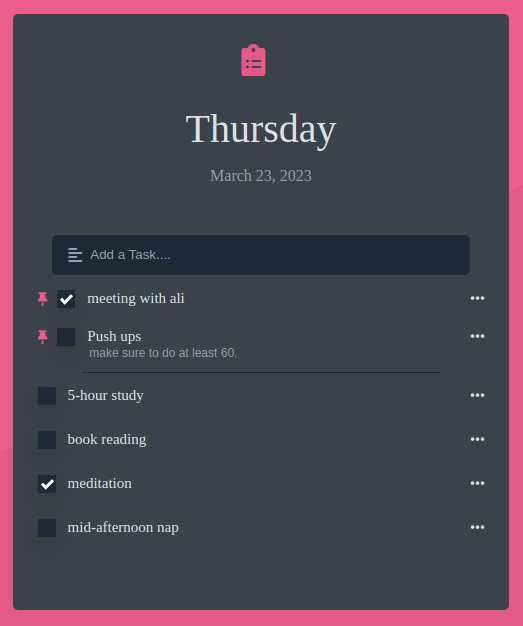 Thursday
March 23, 2023
Add a Task....
meeting with ali
Push ups
make sure to do at least 60.
5-hour study
book reading
meditation
mid-afternoon nap